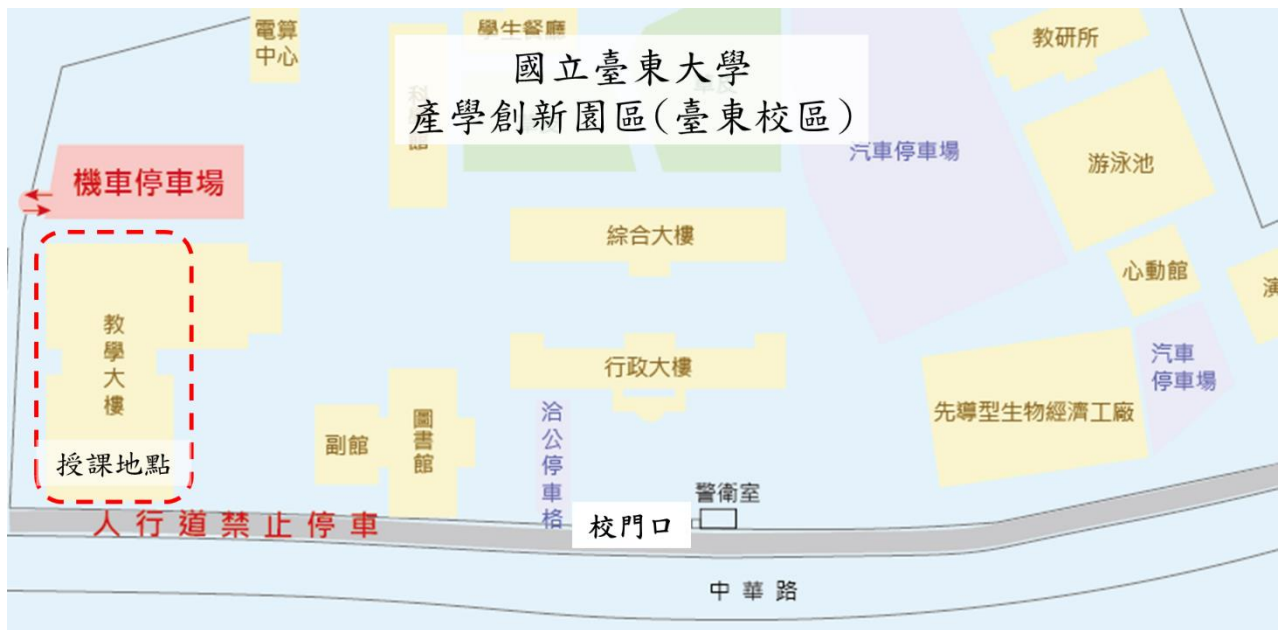 電算
中心
學生餐廳
國立臺東大學
產學創新園區(臺東校區)
教研所
汽車停車場
游泳池
機車停車場
綜合大樓
心動館
演
教學大樓
行政大樓
汽車
停車場
先導型生物經濟工廠
副館
圖書館
洽公停車格
授課地點
警衛室
人行道禁止停車
校門口
中華路